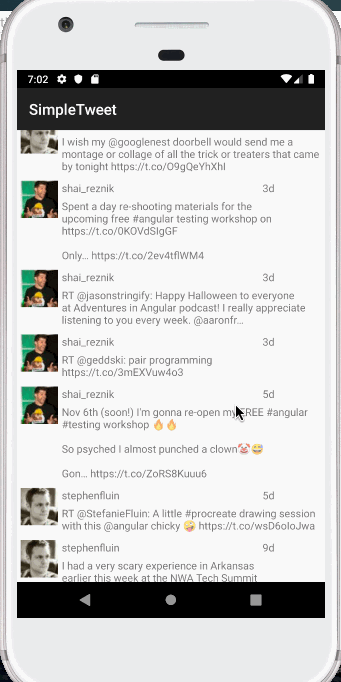 7:02
SimpleTweet
I wish my @googlenest doorbell would send me a
montage or collage of all the trick or treaters that came
by tonight https://t.co/O9gQeYhXhI
shai_reznik 3d
Spent a day re-shooting materials for the
upcoming free #angular testing workshop on
https://t.co/0KOVdSIgGF
Only... https://t.co/2ev4tflWM4
shai_reznik 3d
RT @jasonstringify: Happy Halloween to everyone
at Adventures in Angular podcast! I really appreciate
listening to you every week. @aaronfr…
shai_reznik 3d
RT @geddski: pair programming
https://t.co/3mEXVuw4o3
shai_reznik 5d
Nov 6th (soon!) I'm gonna re-open my FREE #angular
#testing workshop 🔥🔥
So psyched I almost punched a clown🤡😅
Gon… https://t.co/ZoRS8Kuuu6
stephenfluin 5d
RT @StefanieFluin: A little #procreate drawing session
with this @angular chicky 🤪 https://t.co/wsD6oIoJwa
stephenfluin 9d
I had a very scary experience in Arkansas
earlier this week at the NWA Tech Summit